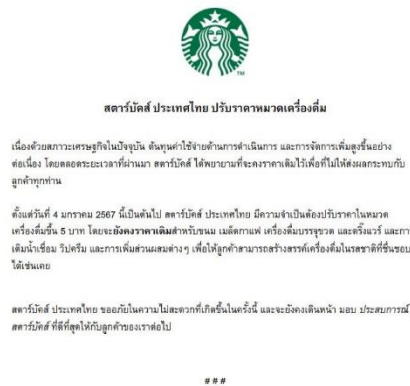 สตาร์บัคส์ ประเทศไทย ปรับราคาหมวดเครื่องดื่ม
เนื่องด้วยสภาวะเศรษฐกิจในปัจจุบัน ต้นทุนค่าใช้จ่ายด้านการดำเนินการ และการจัดการเพิ่มสูงขึ้นอย่าง
ต่อเนื่อง โดยตลอดระยะเวลาที่ผ่านมา สตาร์บัคส์ ได้พยายามที่จะคงราคาเดิมไว้เพื่อที่ไม่ให้ส่งผลกระทบกับ
ลูกค้าทุกท่าน
ตั้งแต่วันที่ 4 มกราคม 2567 นี้เป็นต้นไป สตาร์บัคส์ ประเทศไทย มีความจำเป็นต้องปรับราคาในหมวด
เครื่องดื่มขึ้น 5 บาท โดยจะยังคงราคาเดิมสำหรับขนม เมล็ดกาแฟ เครื่องดื่มบรรจุขวด และดริ๊งแวร์ และกา
เติมน้ำเชื่อม วิปครีม และการเพิ่มส่วนผสมต่างๆ เพื่อให้ลูกค้าสามารถสร้างสรรค์เครื่องดื่มในรสชาติที่ชื่นชอบ
ได้เช่นเคย
สตาร์บัคส์ ประเทศไทย ขออภัยในความไม่สะดวกที่เกิดขึ้นในครั้งนี้ และจะยังคงเดินหน้า มอบ ประสบการณ์
สตาร์บัคส์ ที่ดีที่สุดให้กับลูกค้าของเราต่อไป
# # #